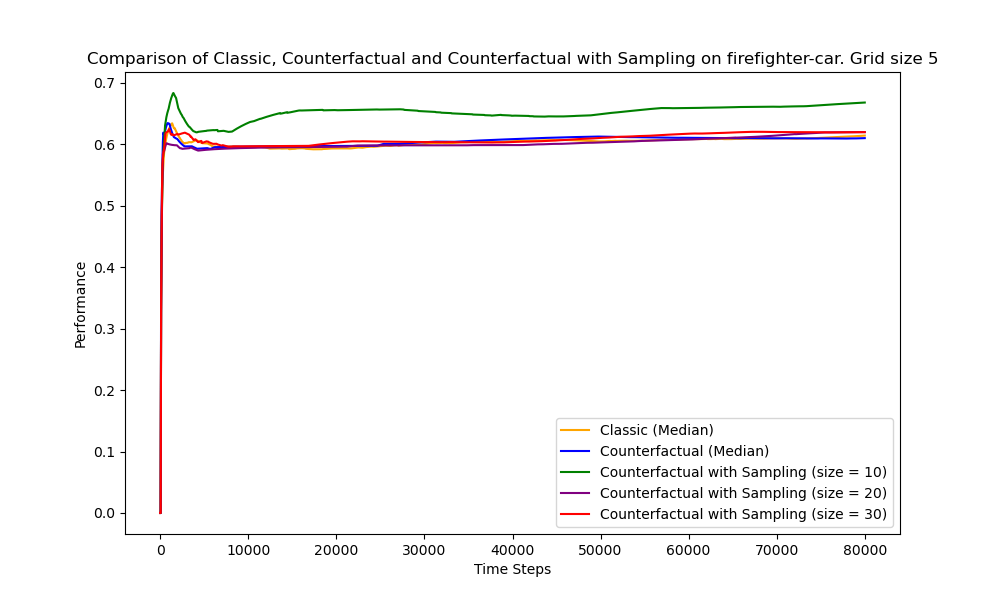 Comparison of Classic, Counterfactual and Counterfactual with Sampling on firefighter-car. Grid size 5
0.7
0.6
0.5
0.4
0.3
0.2
0.1
0.0
Performance
Classic (Median)
Counterfactual (Median)
Counterfactual with Sampling (size = 10)
Counterfactual with Sampling (size = 20)
Counterfactual with Sampling (size = 30)
0 10000 20000 30000 40000 50000 60000 70000 80000
Time Steps